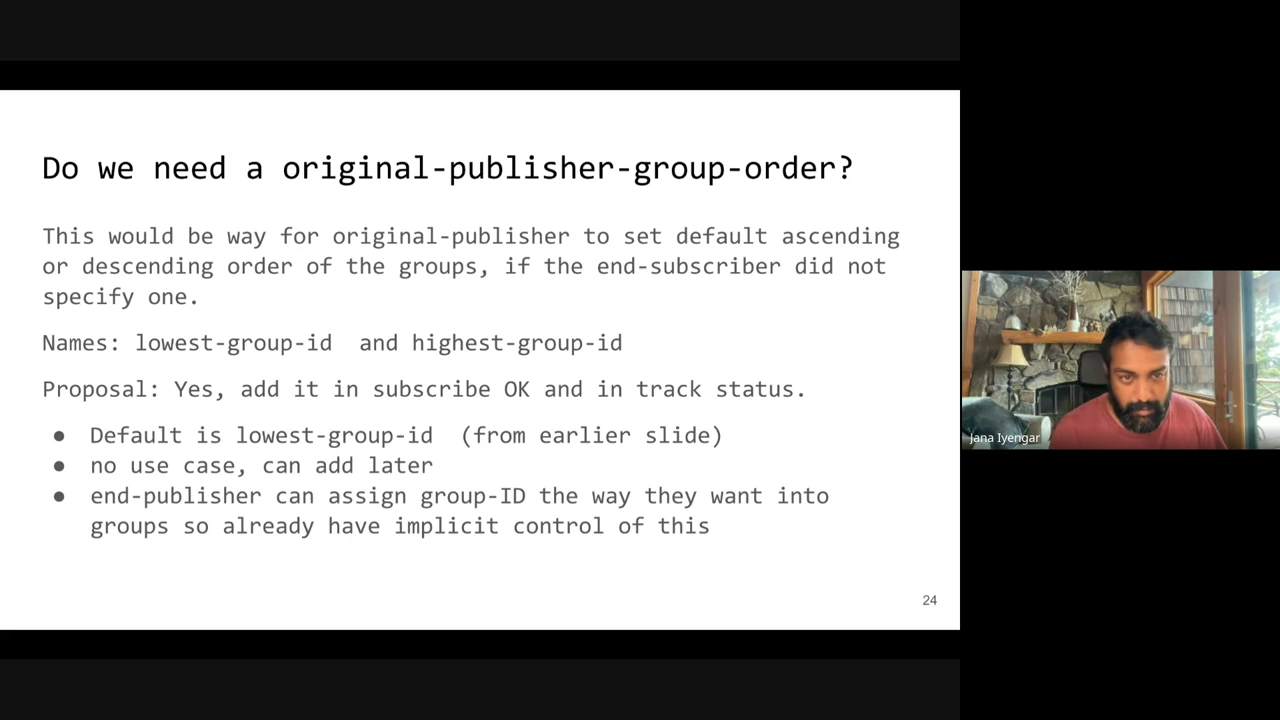 Do we need a original-publisher-group-order?
This would be way for original-publisher to set default ascending
or descending order of the groups, if the end-subscriber did not
specify one.
Names: lowest-group-id  and highest-group-id
Proposal: Yes, add it in subscribe OK and in track status.
● Default is lowest-group-id  (from earlier slide)
● no use case, can add later
● end-publisher can assign group-ID the way they want into
groups so already have implicit control of this
24
Jana Iyengar